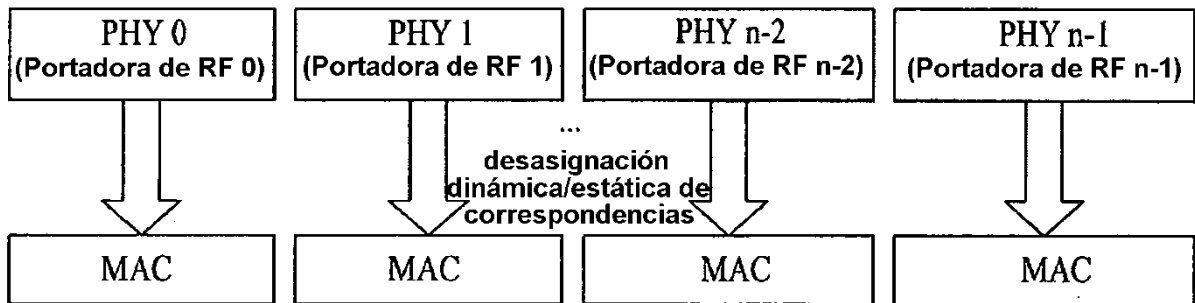 PHY 0
(Portadora de RF 0)
PHY 1
(Portadora de RF 1)
PHY n-2
(Portadora de RF n-2)
PHY n-1
(Portadora de RF n-1)
...
desasignación
dinámica/estática de
correspondencias
MAC
MAC
MAC
MAC